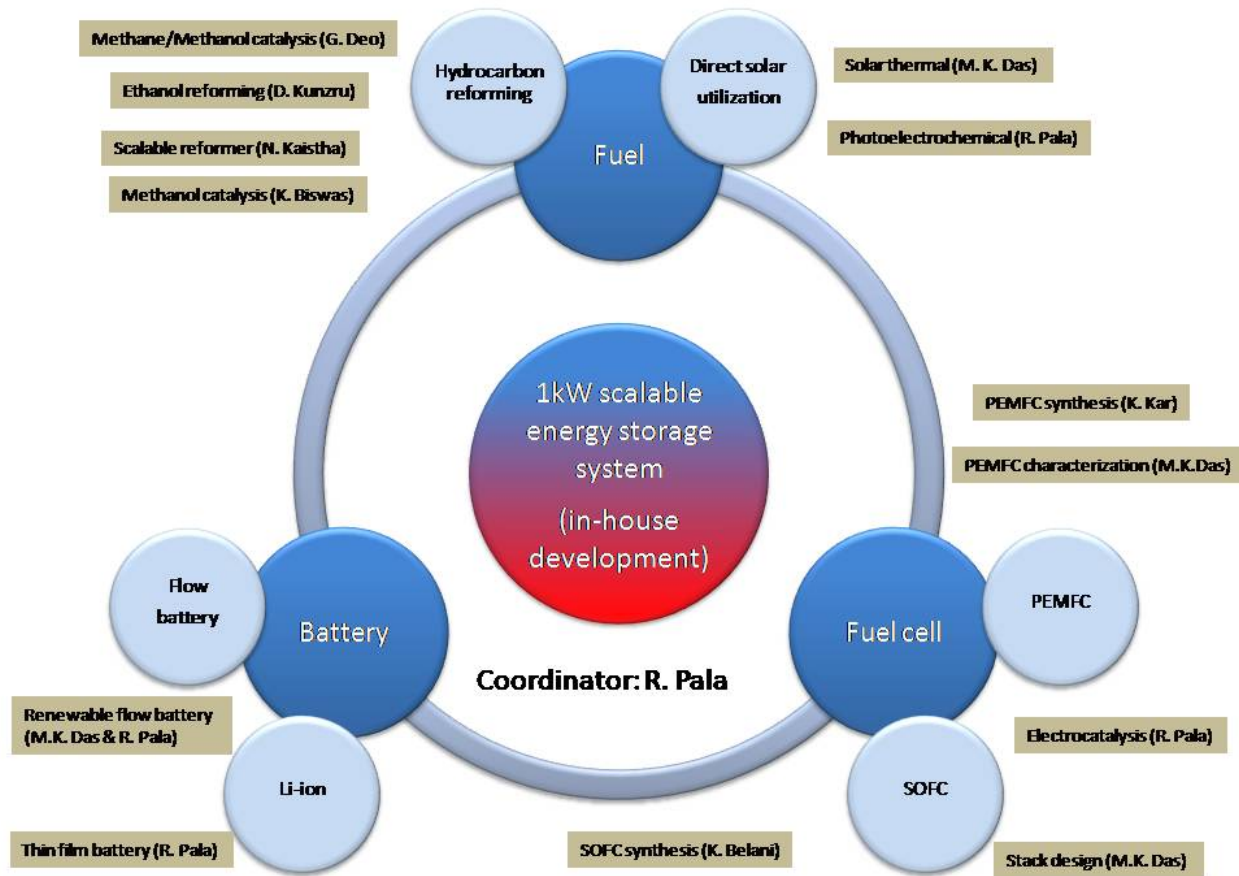 Methane/Methanol catalysis (G. Deo)
Ethanol reforming (D. Kunzru)
Scalable reformer (N. Kaistha)
Methanol catalysis (K. Biswas)
Hydrocarbon
reforming
Direct solar
utilization
Fuel
Solar thermal (M. K. Das)
Photoelectrochemical (R. Pala)
1kW scalable
energy storage
system
(in-house
development)
PEMFC synthesis (K. Kar)
PEMFC characterization (M.K.Das)
Flow
battery
Battery
Fuel cell
PEMFC
Coordinator: R. Pala
Renewable flow battery
(M.K. Das & R. Pala)
Electrocatalysis (R. Pala)
Li-ion
SOFC
Thin film battery (R. Pala)
SOFC synthesis (K. Belani)
Stack design (M.K. Das)